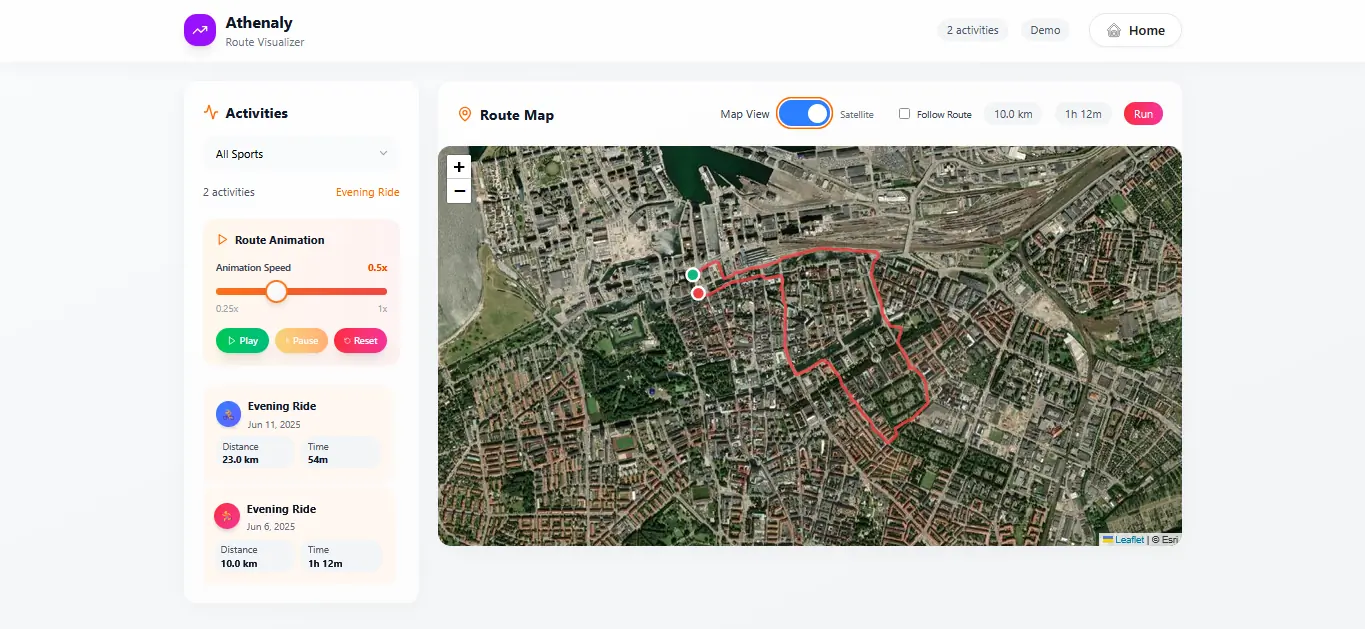 Athenaly
Route Visualizer
2 activities
Demo
Home
Activities
All Sports
2 activities
Evening Ride
Route Animation
Animation Speed
0.5x
0.25x
1x
Play
Pause
Reset
Evening Ride
Jun 11, 2025
Distance
23.0 km
Time
54m
Evening Ride
Jun 6, 2025
Distance
10.0 km
Time
1h 12m
Route Map
Map View
Satellite
Follow Route
10.0 km
1h 12m
Run
+
−
Leaflet | © Esri